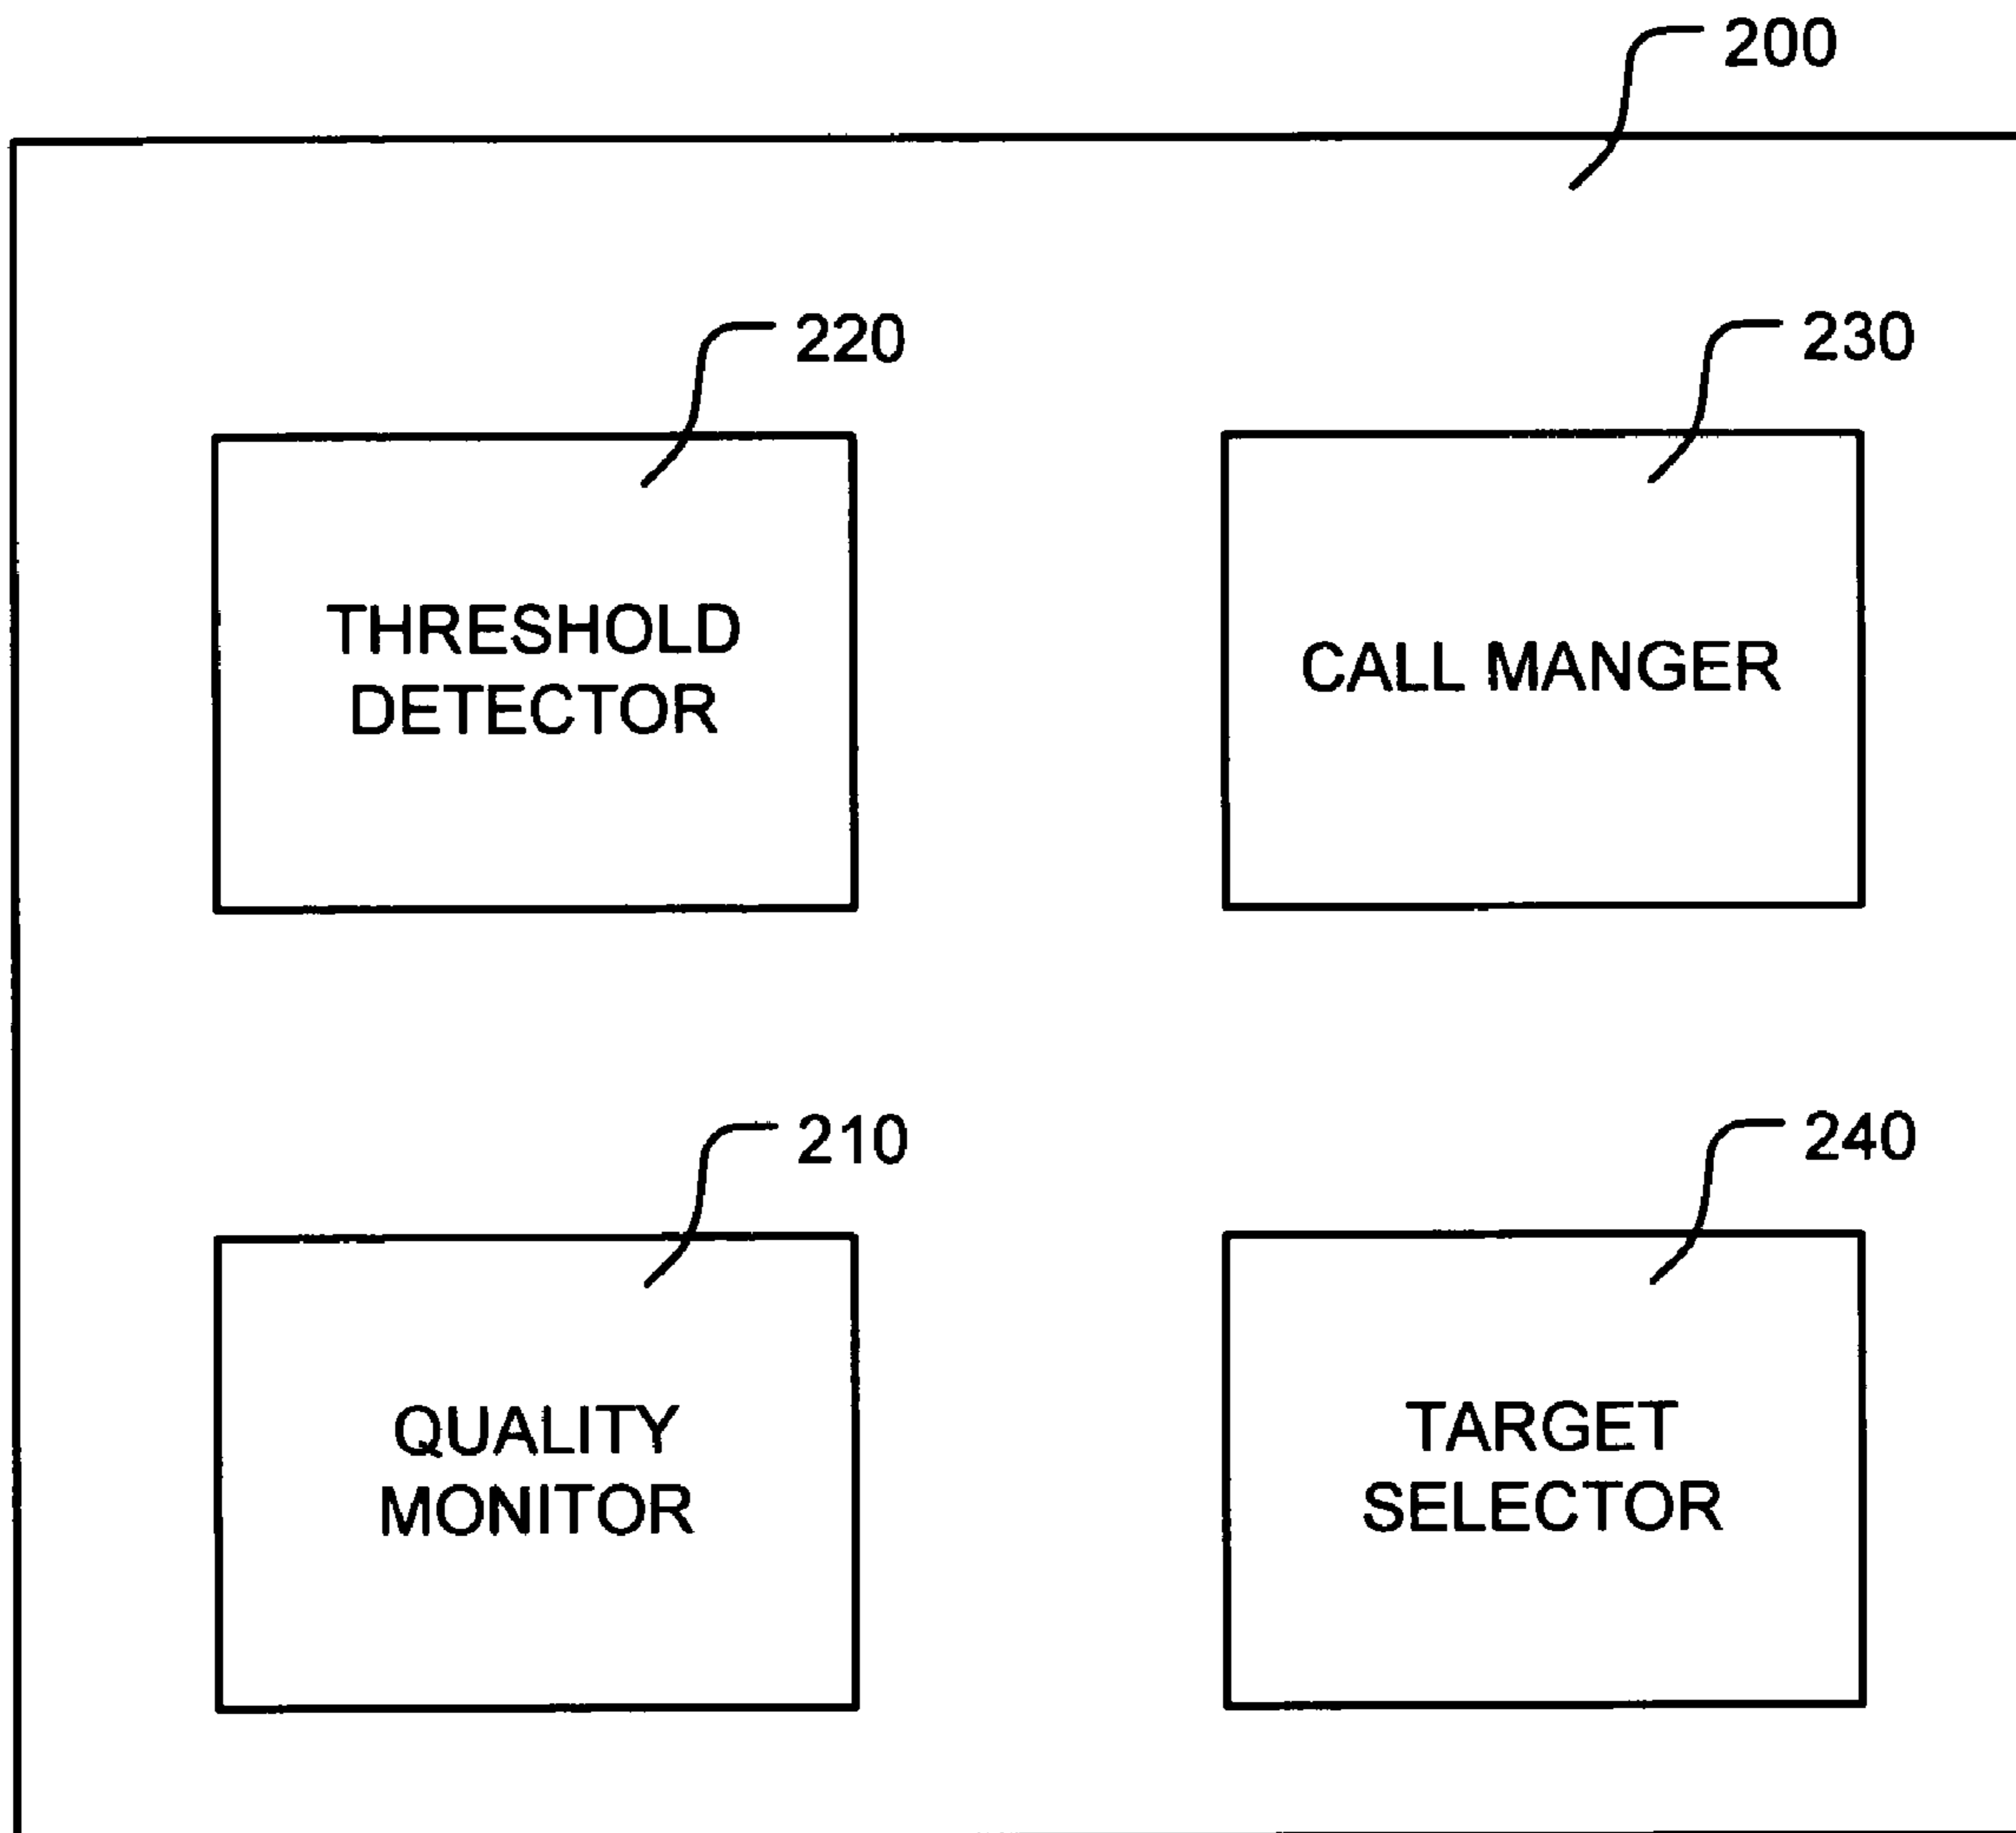 200
220
230
THRESHOLD
DETECTOR
CALL MANGER
210
240
QUALITY
MONITOR
TARGET
SELECTOR